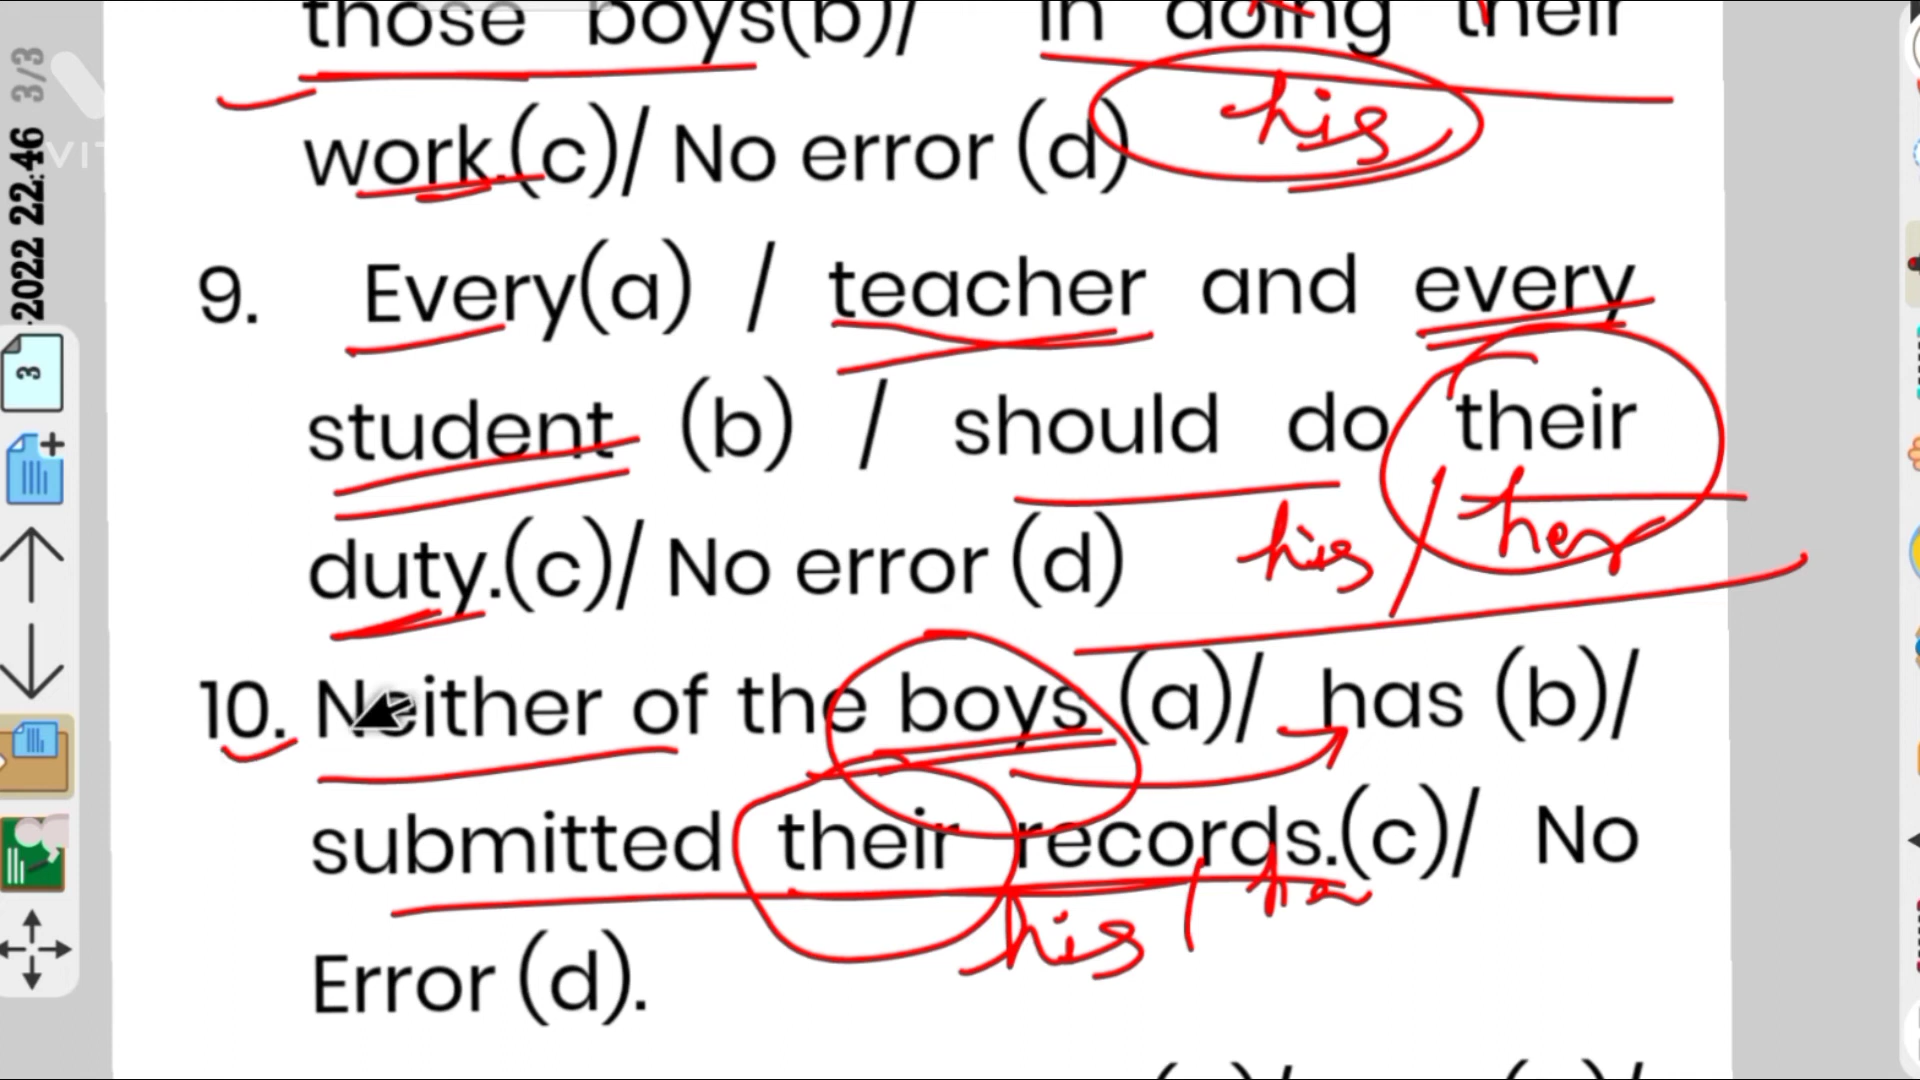 those boys(b)/ in doing their
his
work.(c)/ No error (d)
9. Every(a) / teacher and every
student (b) / should do their
his / her
duty.(c)/ No error (d)
10. Neither of the boys (a)/ has (b)/
submitted their records.(c)/ No
his /
Error (d).
3/3
2022 22:46
VIT
3